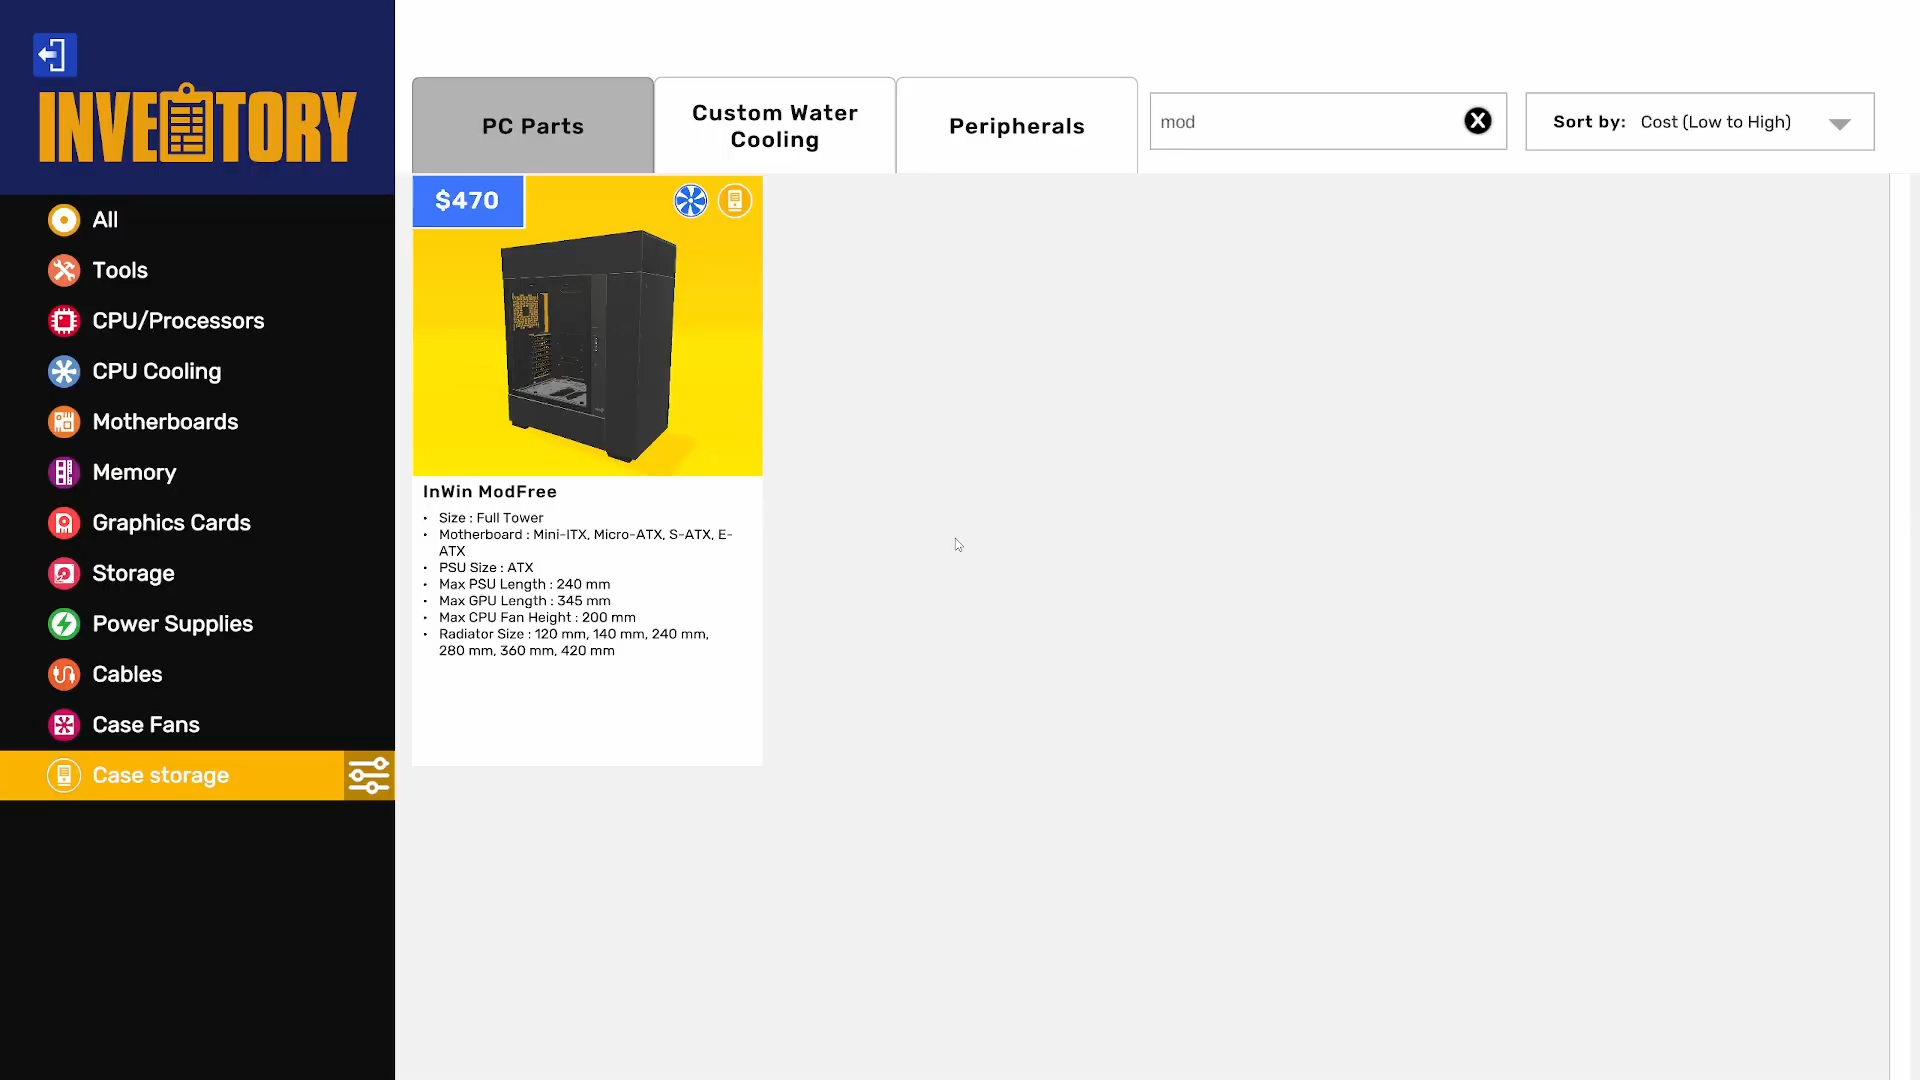 INVENTORY
PC Parts
Custom Water
Cooling
Peripherals
mod
Sort by: Cost (Low to High)
All
Tools
CPU/Processors
CPU Cooling
Motherboards
Memory
Graphics Cards
Storage
Power Supplies
Cables
Case Fans
Case storage
$470
InWin ModFree
• Size : Full Tower
• Motherboard : Mini-ITX, Micro-ATX, S-ATX, E-
ATX
• PSU Size : ATX
• Max PSU Length : 240 mm
• Max GPU Length : 345 mm
• Max CPU Fan Height : 200 mm
• Radiator Size : 120 mm, 140 mm, 240 mm,
280 mm, 360 mm, 420 mm